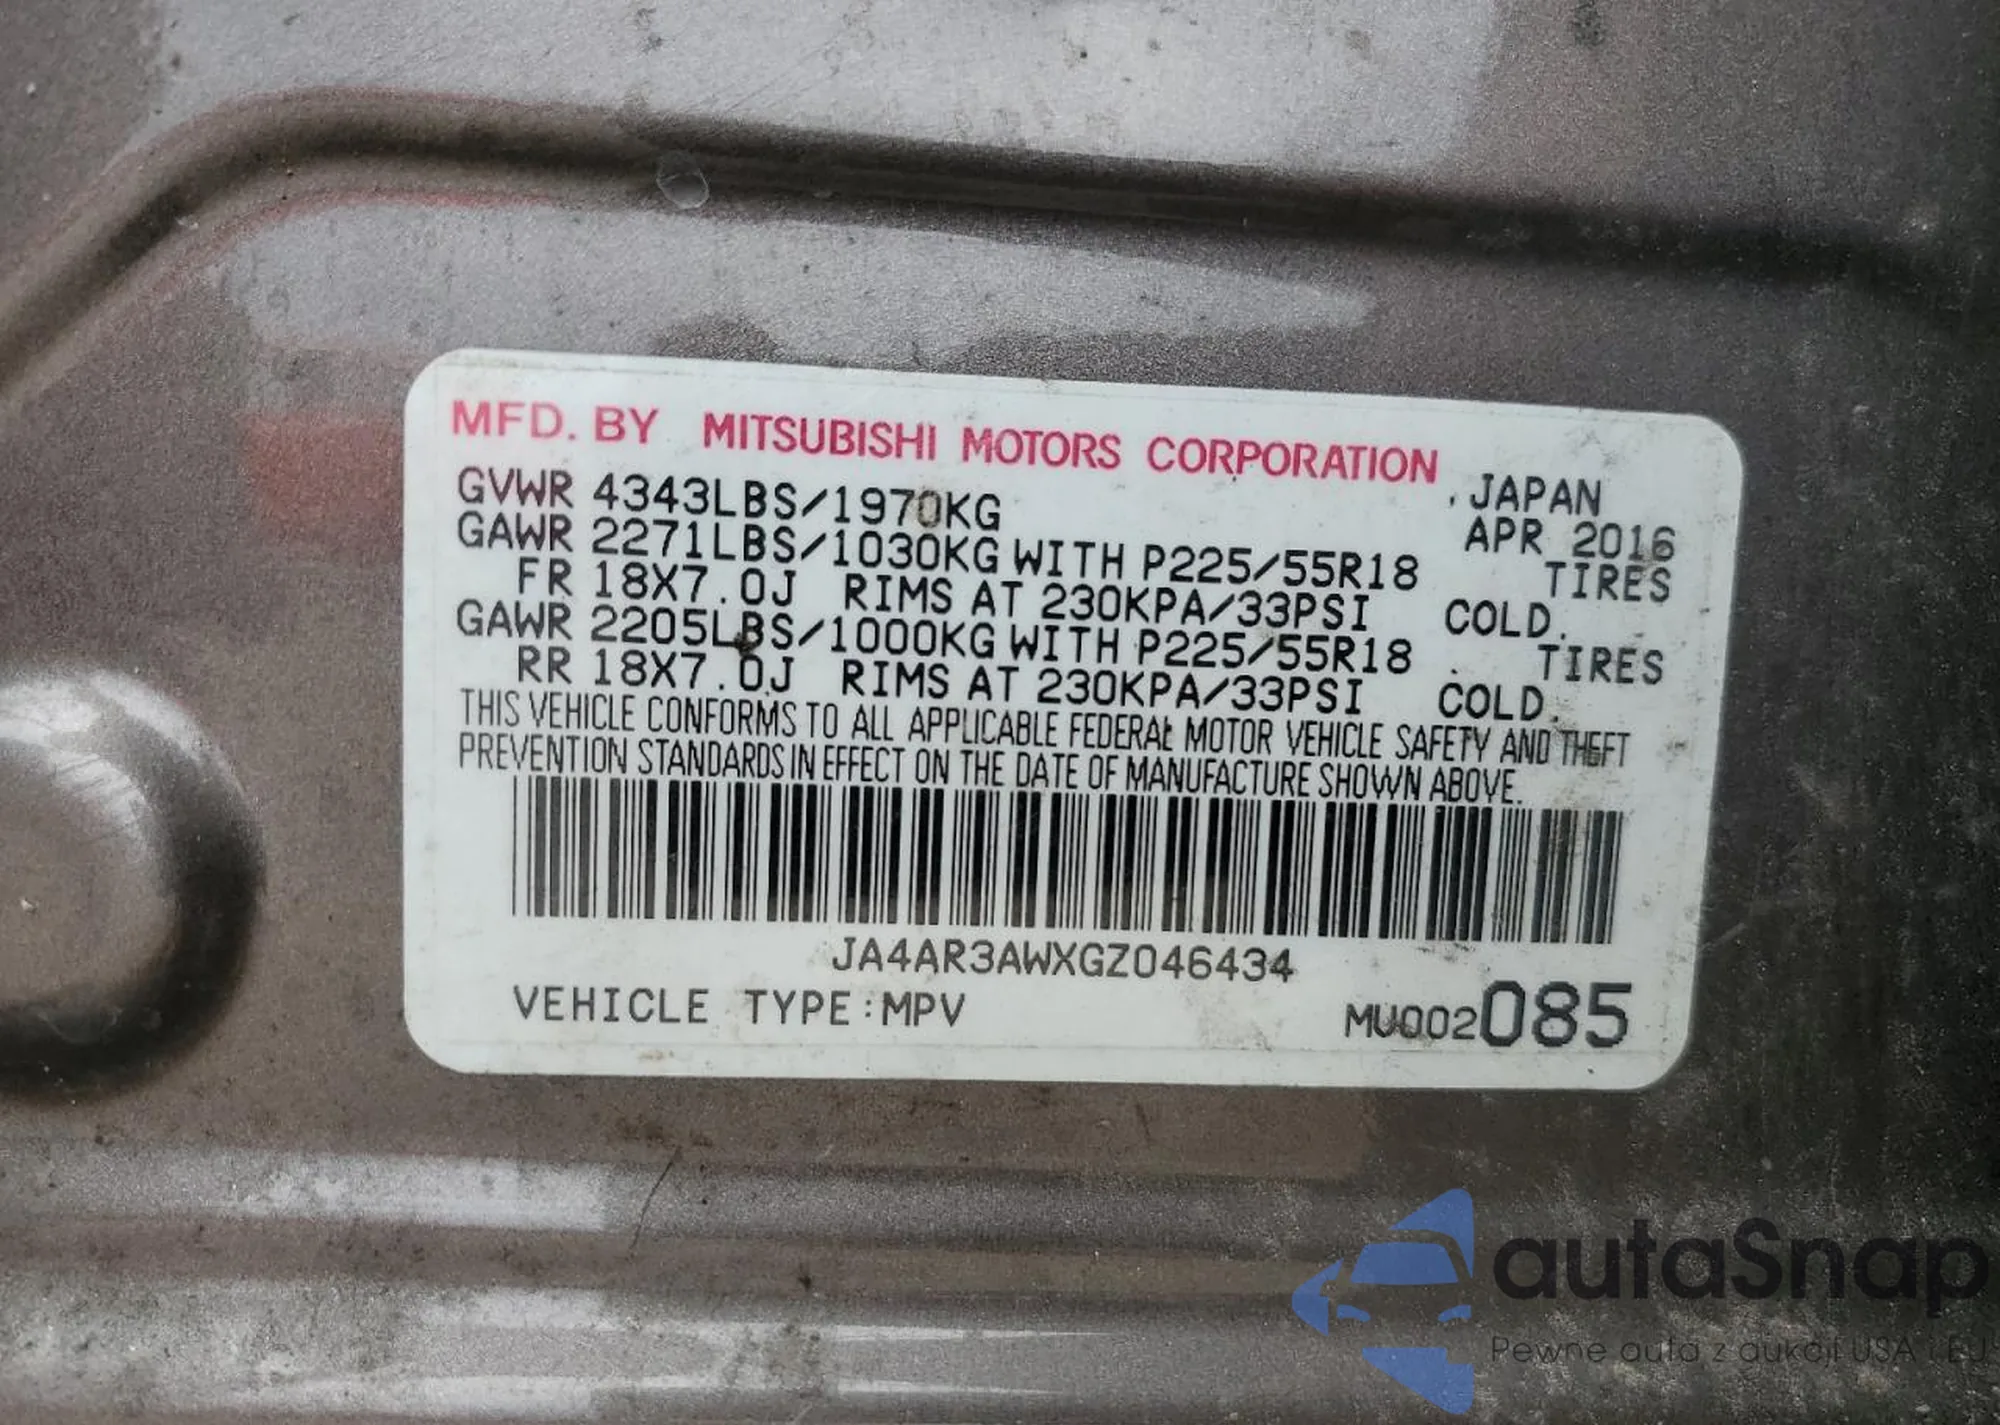 MFD. BY MITSUBISHI MOTORS CORPORATION
GVWR 4343LBS/1970KG JAPAN
APR 2016
GAWR 2271LBS/1030KG WITH P225/55R18 TIRES
FR 18X7.0J RIMS AT 230KPA/33PSI COLD.
GAWR 2205LBS/1000KG WITH P225/55R18 TIRES
RR 18X7.0J RIMS AT 230KPA/33PSI COLD.
THIS VEHICLE CONFORMS TO ALL APPLICABLE FEDERAL MOTOR VEHICLE SAFETY AND THEFT
PREVENTION STANDARDS IN EFFECT ON THE DATE OF MANUFACTURE SHOWN ABOVE.
JA4AR3AWXGZ046434
VEHICLE TYPE:MPV MU002085
autaSnap
Pewne auta z aukcji USA i EU